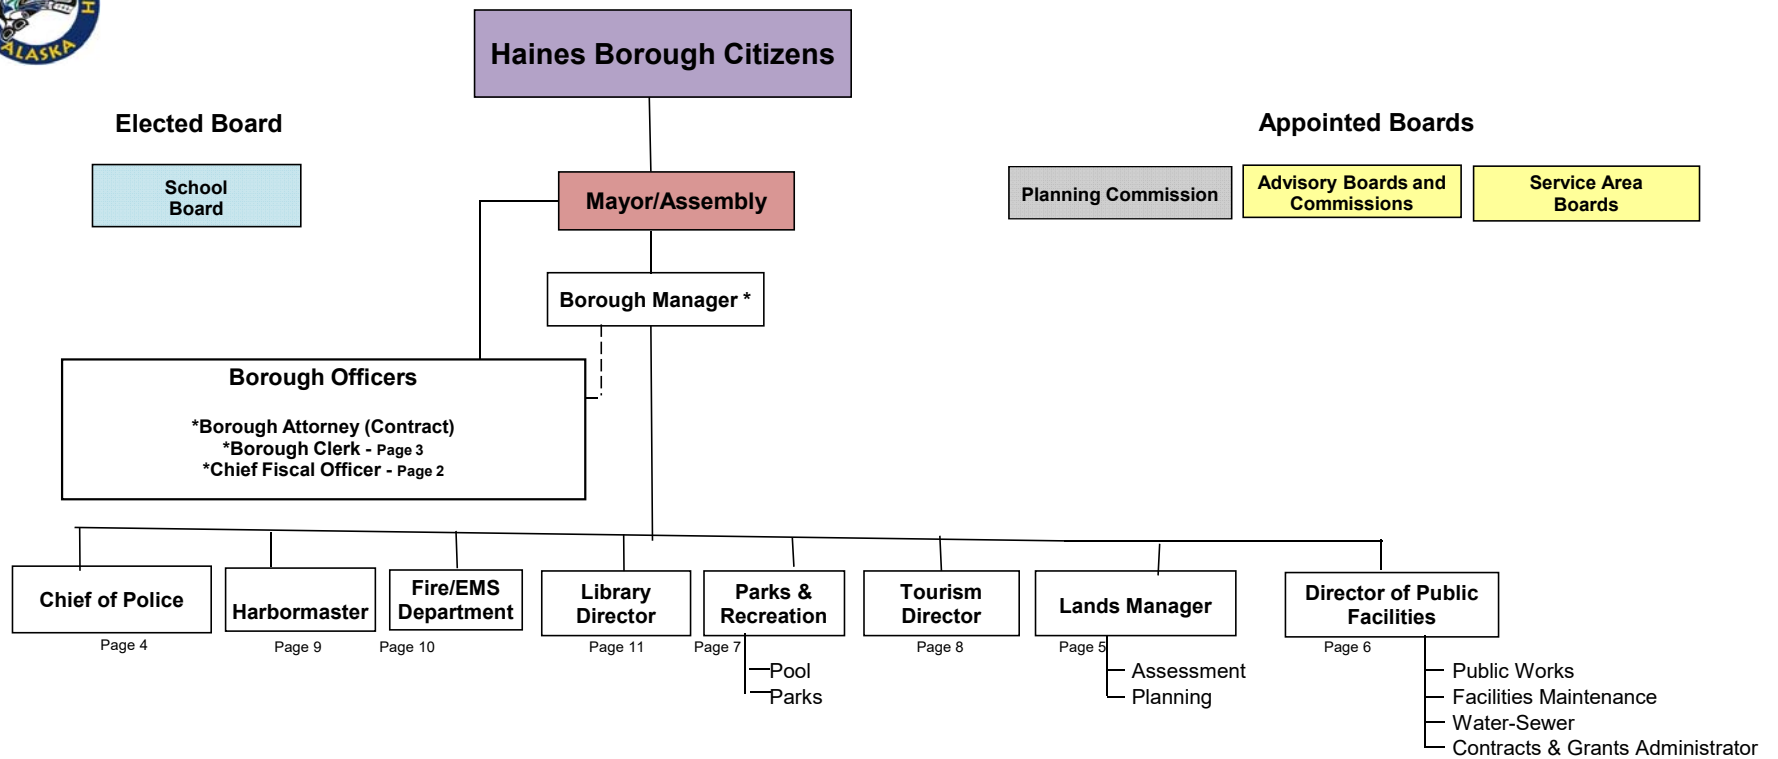 H
ALASKA
Haines Borough Citizens
Elected Board
Appointed Boards
School
Board
Mayor/Assembly
Planning Commission
Advisory Boards and
Commissions
Service Area
Boards
Borough Manager *
Borough Officers
*Borough Attorney (Contract)
*Borough Clerk - Page 3
*Chief Fiscal Officer - Page 2
Chief of Police
Page 4
Harbormaster
Page 9
Fire/EMS
Department
Page 10
Library
Director
Page 11
Parks &
Recreation
Page 7
Pool
Parks
Tourism
Director
Page 8
Lands Manager
Page 5
Assessment
Planning
Director of Public
Facilities
Page 6
Public Works
Facilities Maintenance
Water-Sewer
Contracts & Grants Administrator